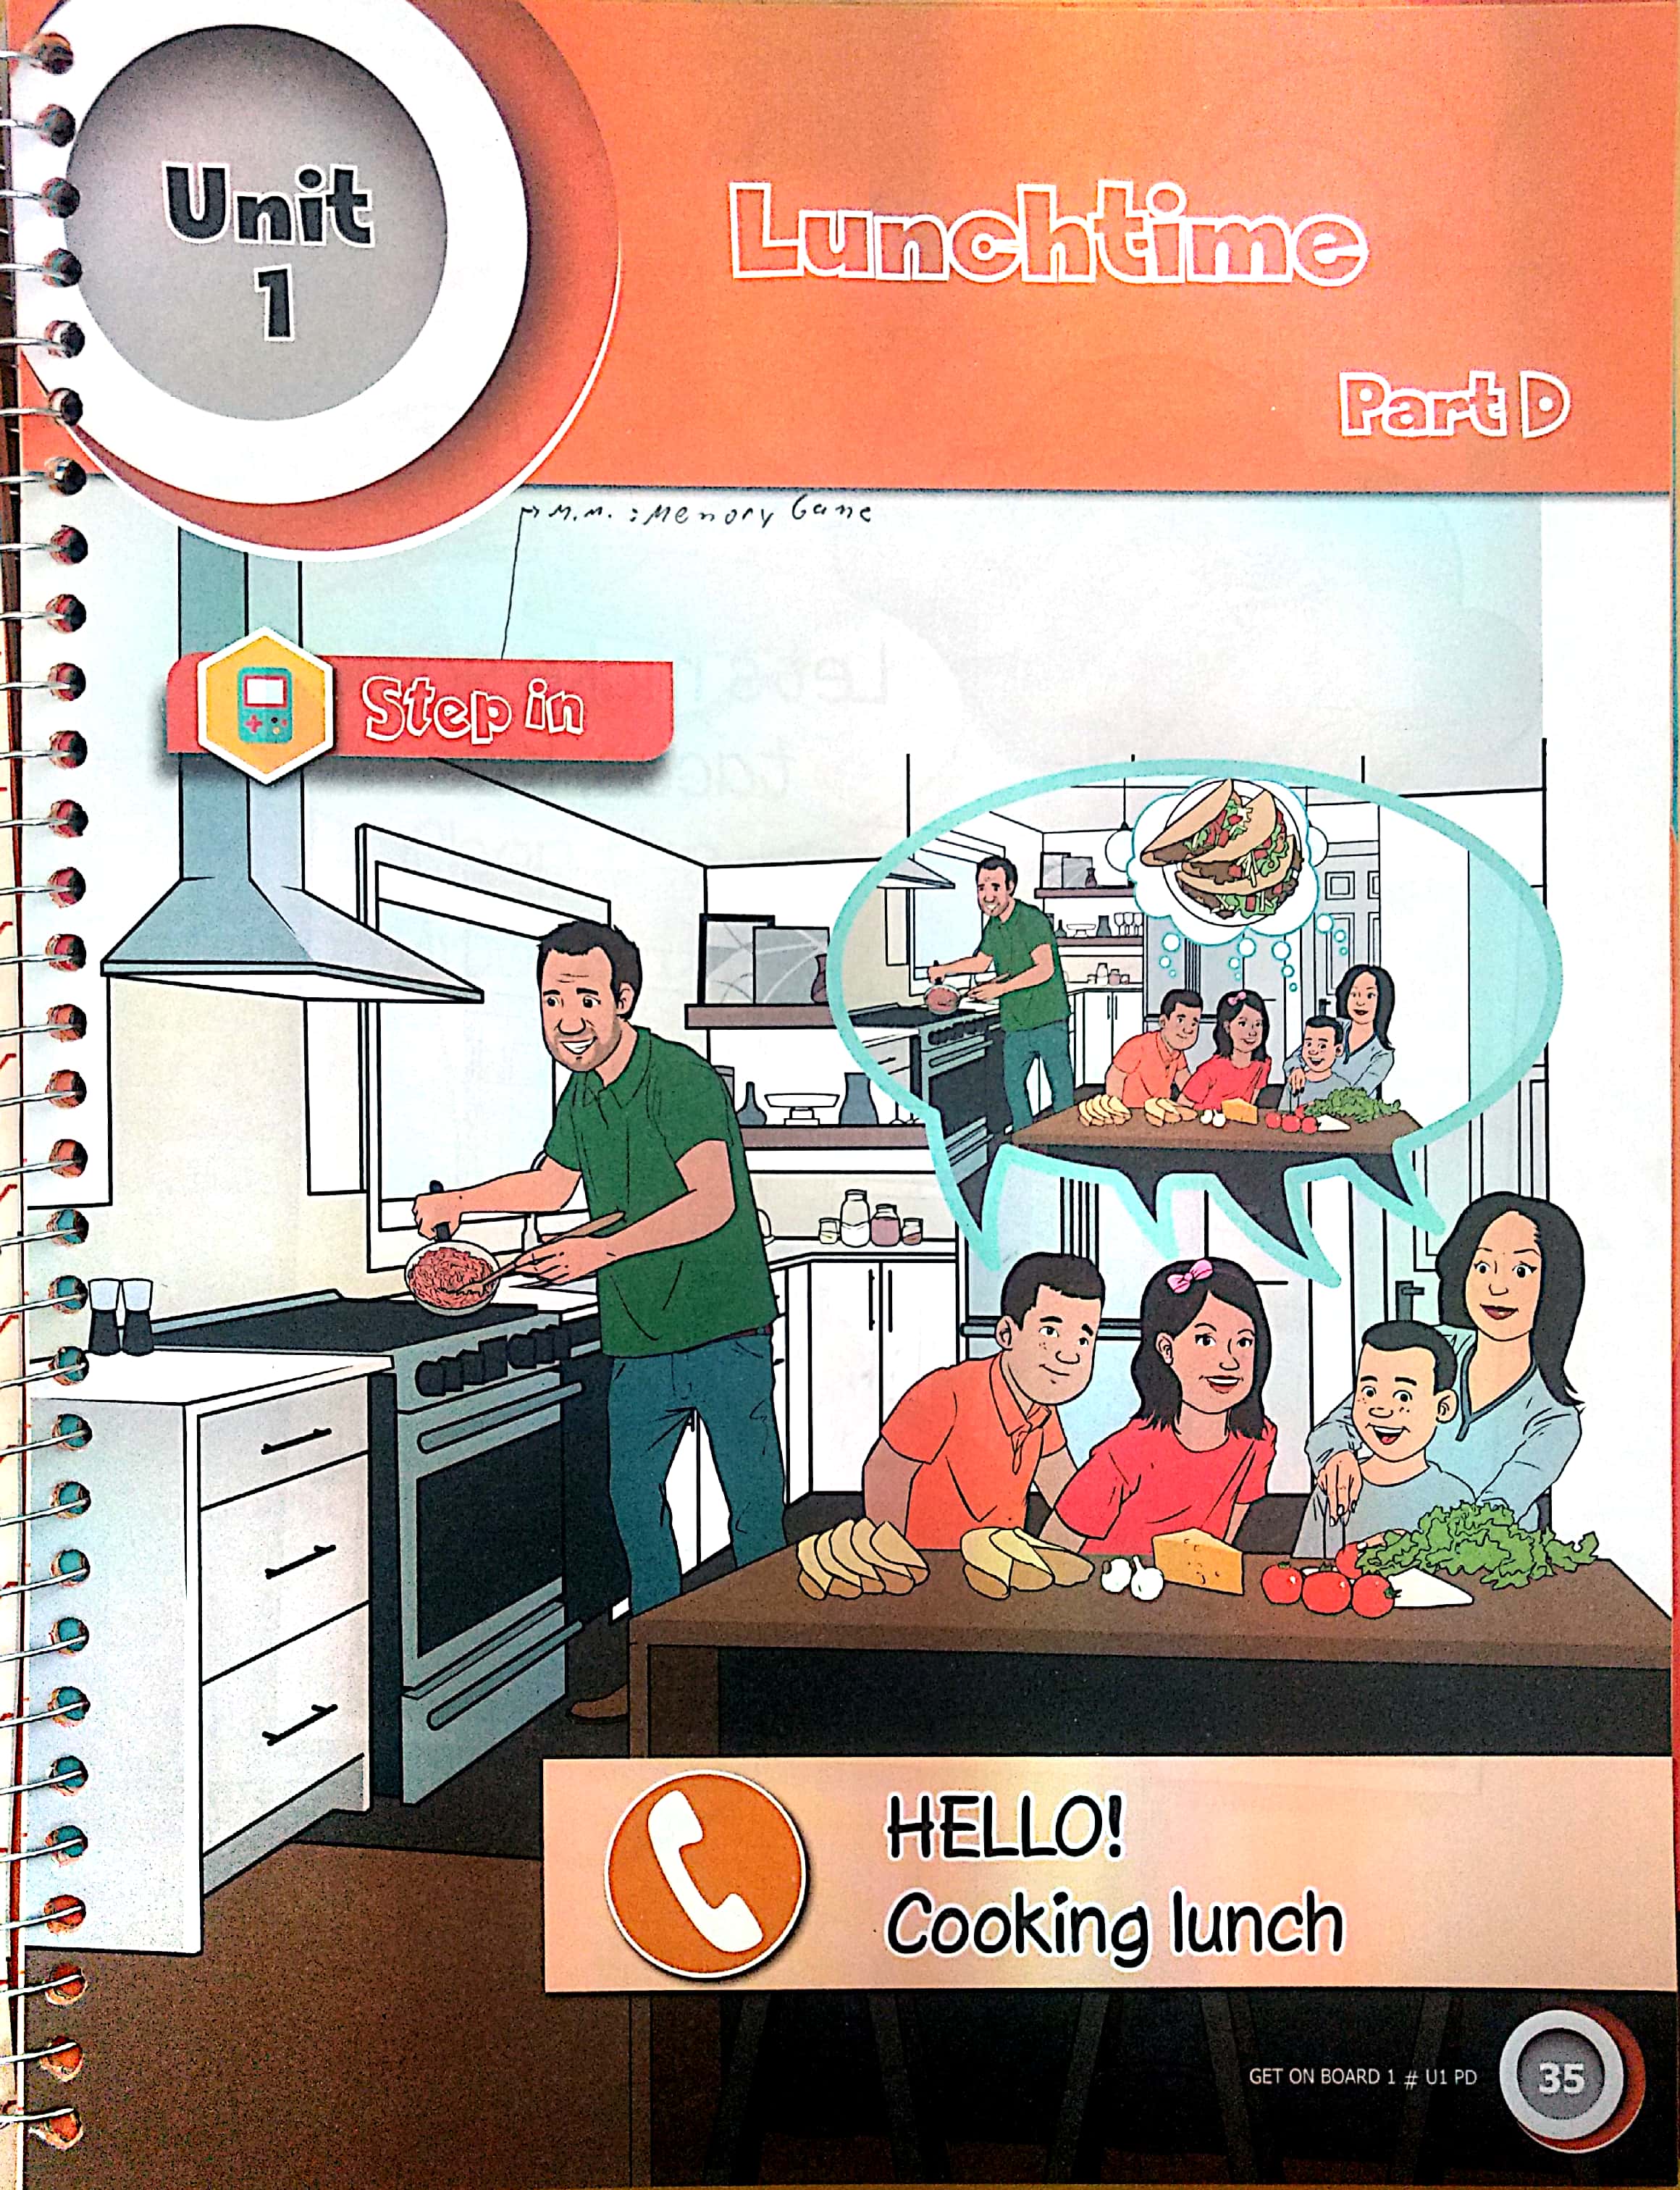 Unit
1
Lunchtime
Part D
M.M. : Memory Game
Step in
HELLO!
Cooking lunch
GET ON BOARD 1 # U1 PD
35